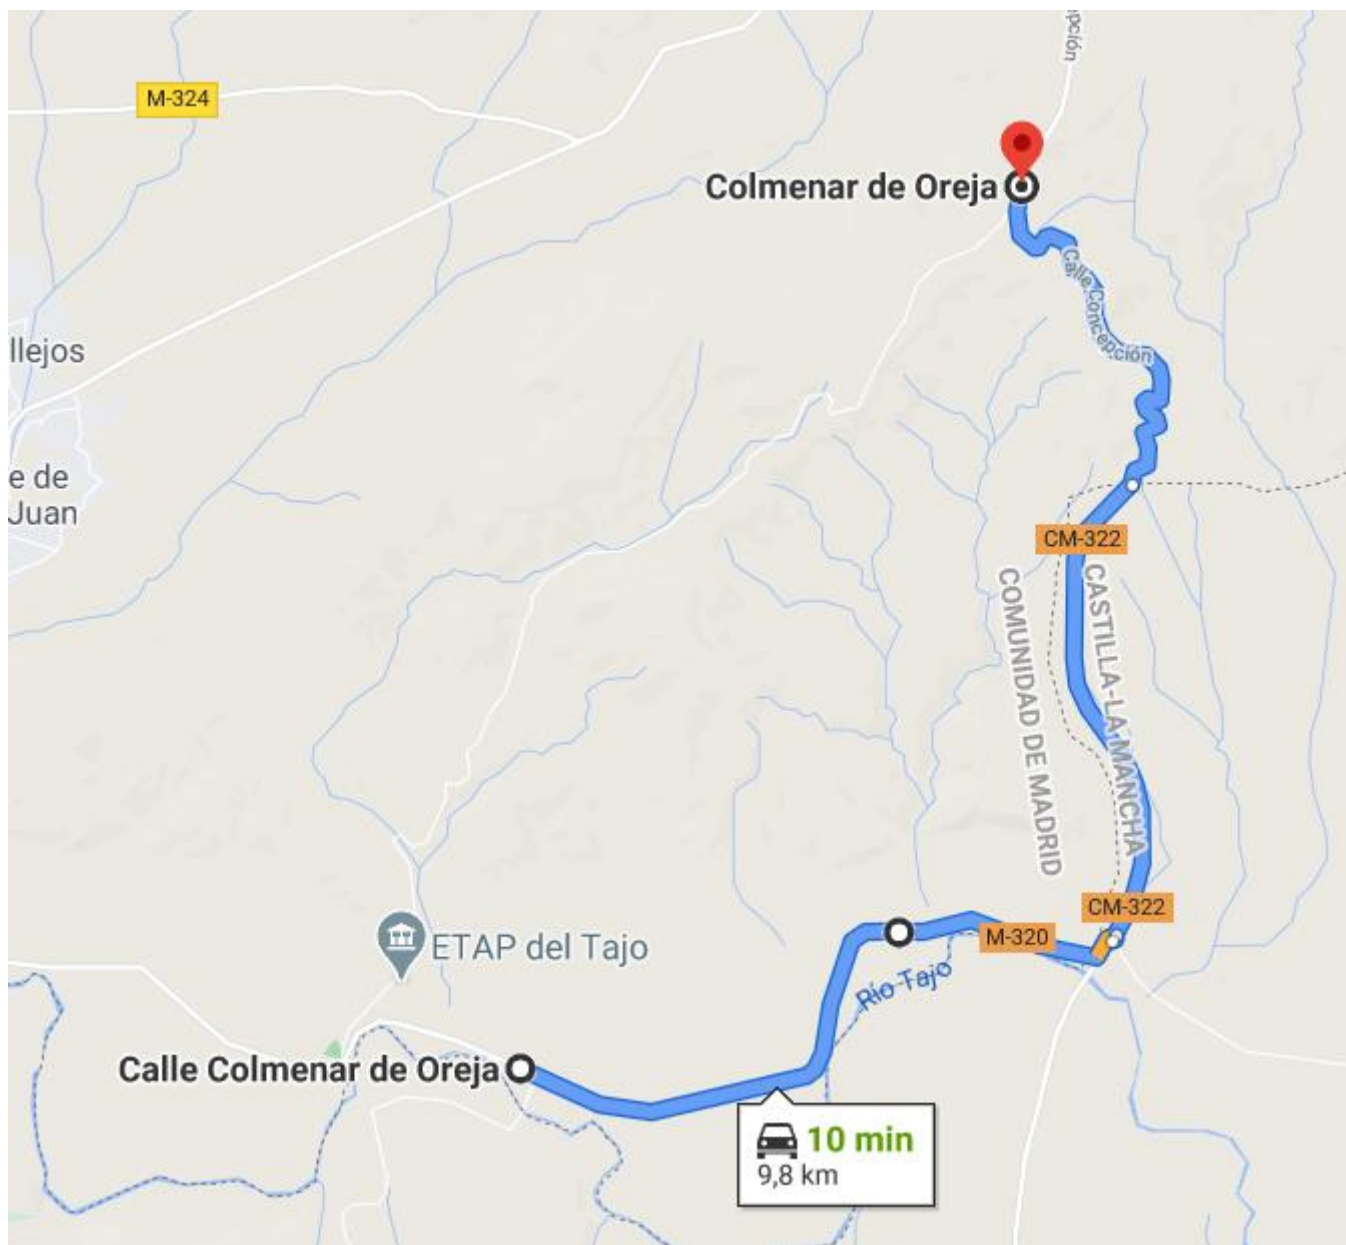 pción
M-324
Colmenar de Oreja
Calle Concepción
llejos
e de
Juan
CM-322
COMUNIDAD DE MADRID
CASTILLA-LA MANCHA
CM-322
M-320
ETAP del Tajo
Río Tajo
Calle Colmenar de Oreja
10 min
9,8 km